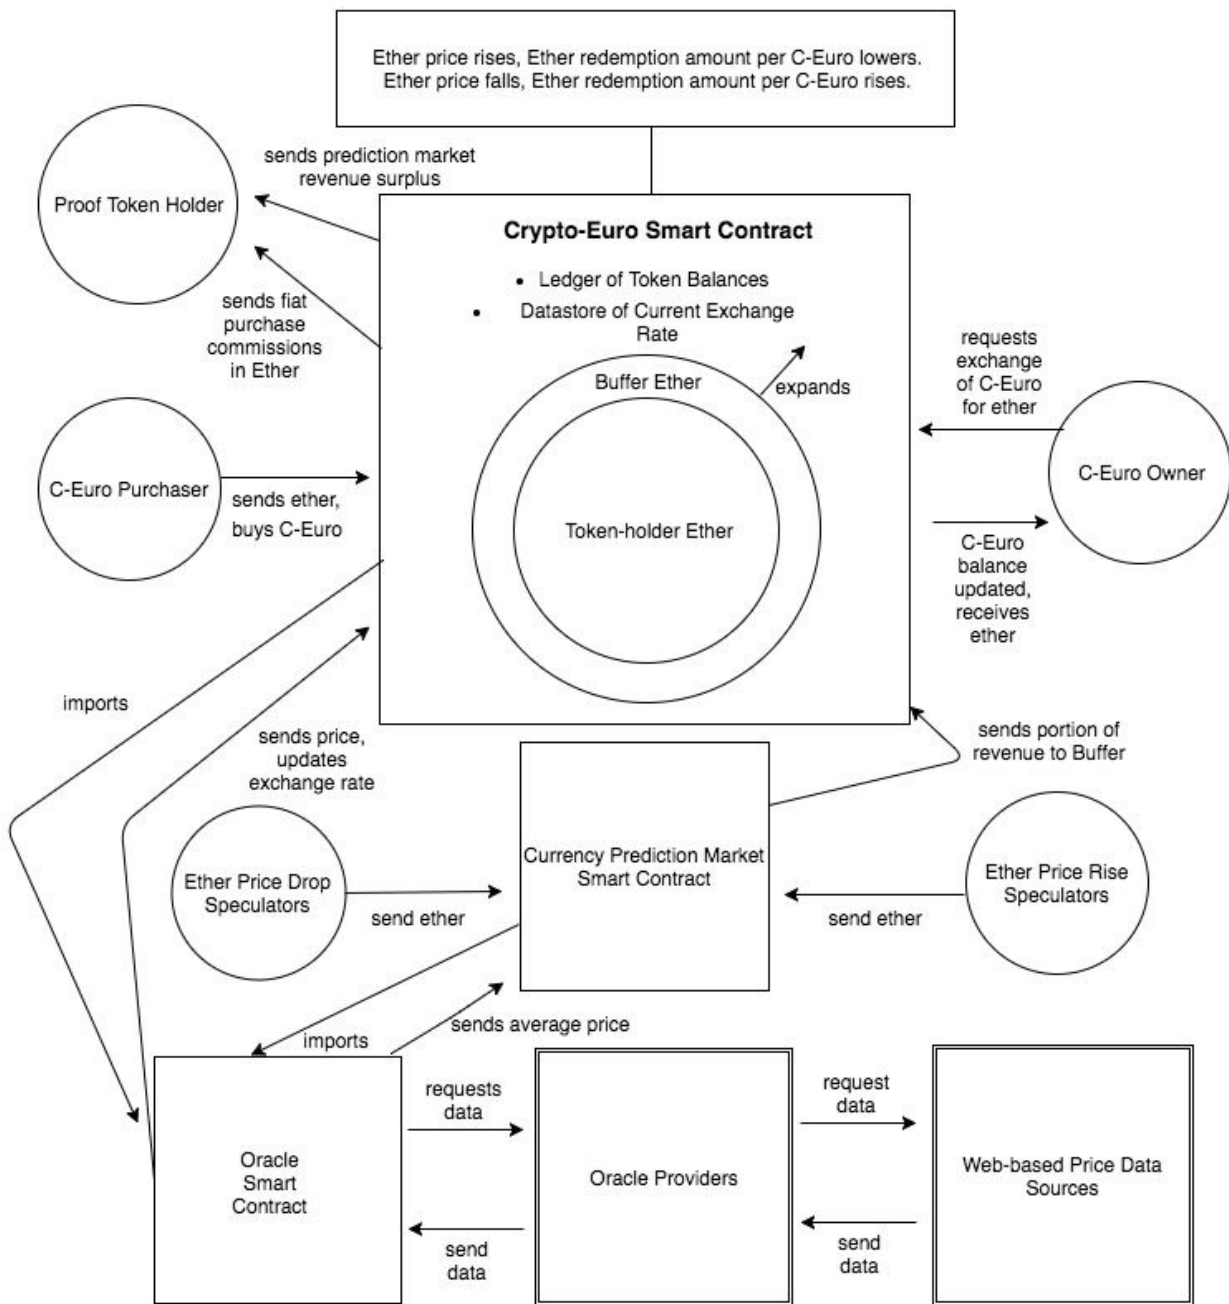 Ether price rises, Ether redemption amount per C-Euro lowers.
Ether price falls, Ether redemption amount per C-Euro rises.
sends prediction market
revenue surplus
Proof Token Holder
Crypto-Euro Smart Contract
• Ledger of Token Balances
• Datastore of Current Exchange
Rate
sends fiat
purchase
commissions
in Ether
requests
exchange
of C-Euro
for ether
Buffer Ether
expands
C-Euro Purchaser
sends ether,
buys C-Euro
Token-holder Ether
C-Euro Owner
C-Euro
balance
updated,
receives
ether
imports
sends price,
updates
exchange rate
sends portion of
revenue to Buffer
Ether Price Drop
Speculators
send ether
Currency Prediction Market
Smart Contract
Ether Price Rise
Speculators
send ether
imports
sends average price
Oracle
Smart
Contract
requests
data
send
data
Oracle Providers
request
data
send
data
Web-based Price Data
Sources